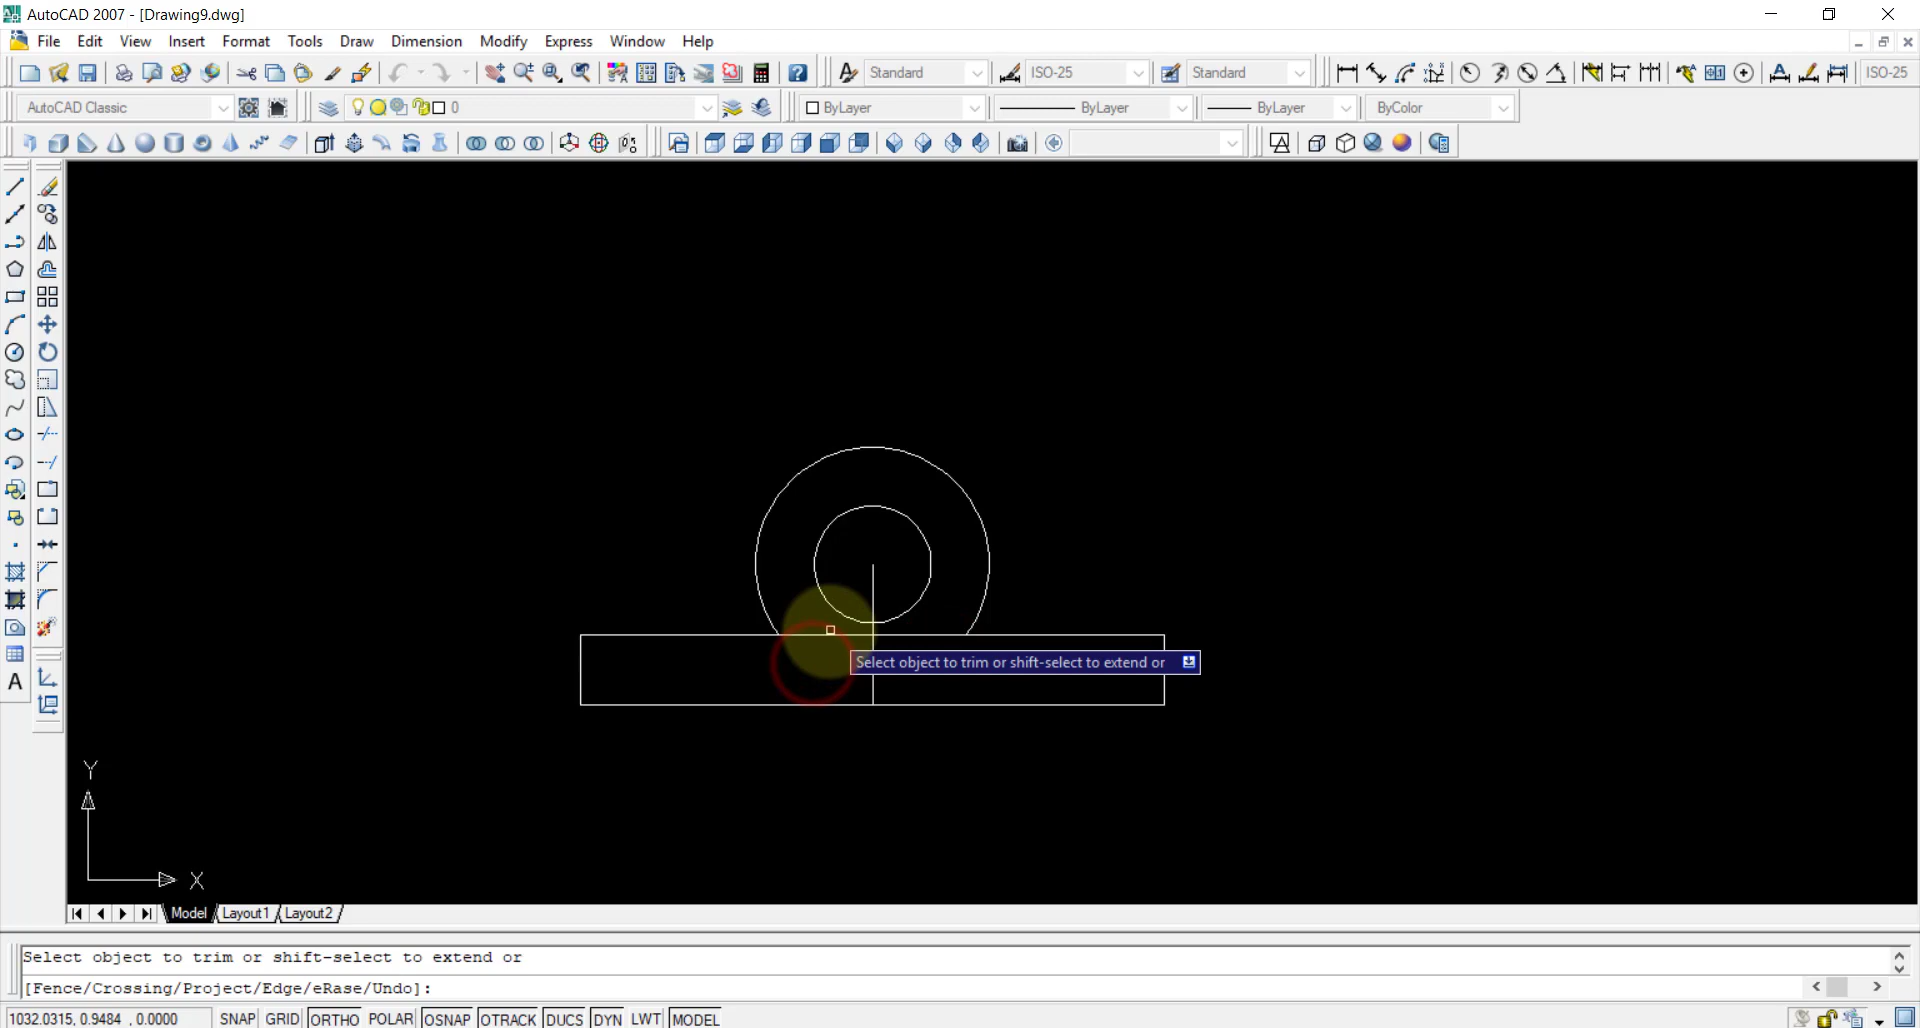 AutoCAD 2007 - [Drawing9.dwg]
File Edit View Insert Format Tools Draw Dimension Modify Express Window Help
Standard ISO-25 Standard ISO-25
AutoCAD Classic 0 ByLayer ByLayer ByLayer ByColor
A
Select object to trim or shift-select to extend or
Y
X
Model Layout1 Layout2
Select object to trim or shift-select to extend or
[Fence/Crossing/Project/Edge/eRase/Undo]:
1032.0315, 0.9484 , 0.0000 SNAP GRID ORTHO POLAR OSNAP OTRACK DUCS DYN LWT MODEL